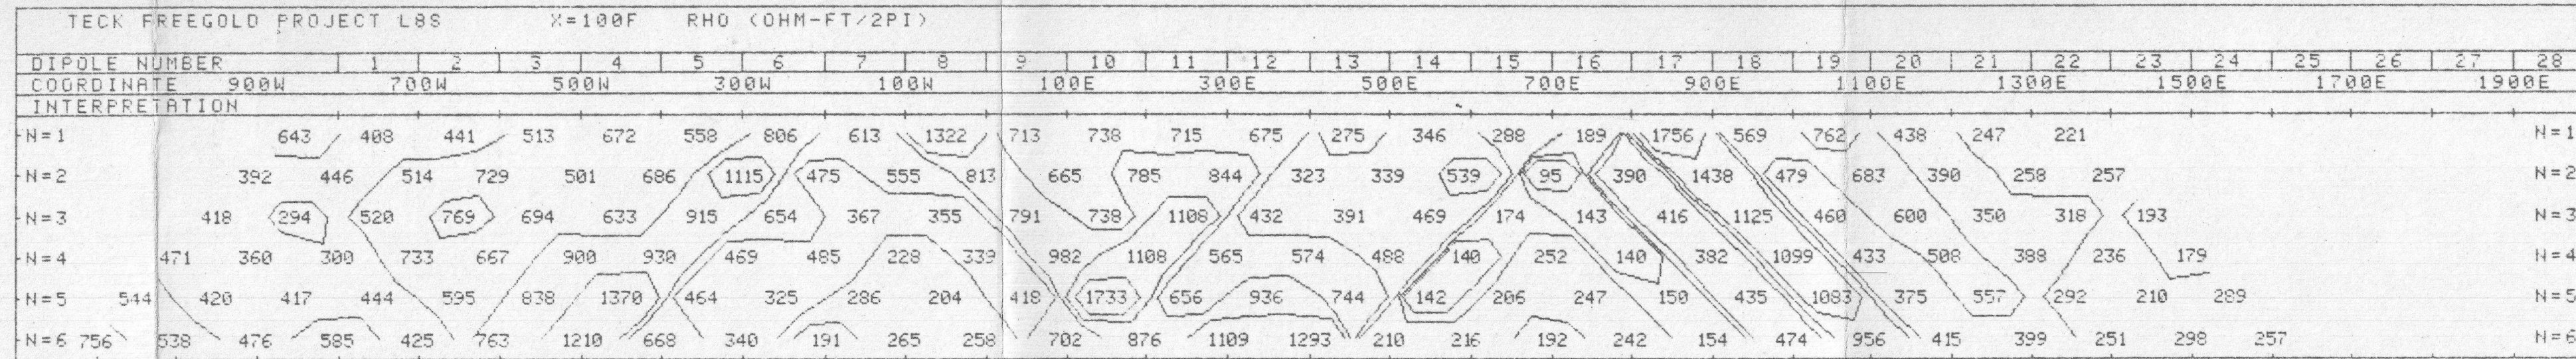 TECK FREEGOLD PROJECT L8S X=100F RHO (OHM-FT/2PI)
DIPOLE NUMBER 1 2 3 4 5 6 7 8 9 10 11 12 13 14 15 16 17 18 19 20 21 22 23 24 25 26 27 28
COORDINATE 900W 700W 500W 300W 100W 100E 300E 500E 700E 900E 1100E 1300E 1500E 1700E 1900E
INTERPRETATION
N=1 643 408 441 513 672 558 806 613 1322 713 738 715 675 275 346 288 189 1756 569 762 438 247 221 N=1
N=2 392 446 514 729 501 686 1115 475 555 813 665 785 844 323 339 539 95 390 1438 479 683 390 258 257 N=2
N=3 418 294 520 769 694 633 915 654 367 355 791 738 1108 432 391 469 174 143 416 1125 460 600 350 318 193 N=3
N=4 471 360 300 733 667 900 930 469 485 228 339 982 1108 565 574 488 140 252 140 382 1099 433 508 388 236 179 N=4
N=5 544 420 417 444 595 838 1370 464 325 286 204 418 1733 656 936 744 142 206 247 150 435 1083 375 557 292 210 289 N=5
N=6 756 538 476 585 425 763 1210 668 340 191 265 258 702 876 1109 1293 210 216 192 242 154 474 956 415 399 251 298 257 N=6